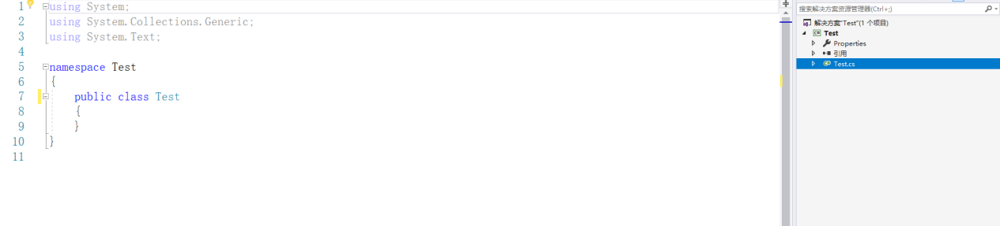 1 using System;
2 using System.Collections.Generic;
3 using System.Text;
4
5 namespace Test
6 {
7 public class Test
8 {
9 }
10 }
11
搜索解决方案资源管理器(Ctrl+;)
解决方案"Test"(1 个项目)
C# Test
Properties
引用
C# Test.cs